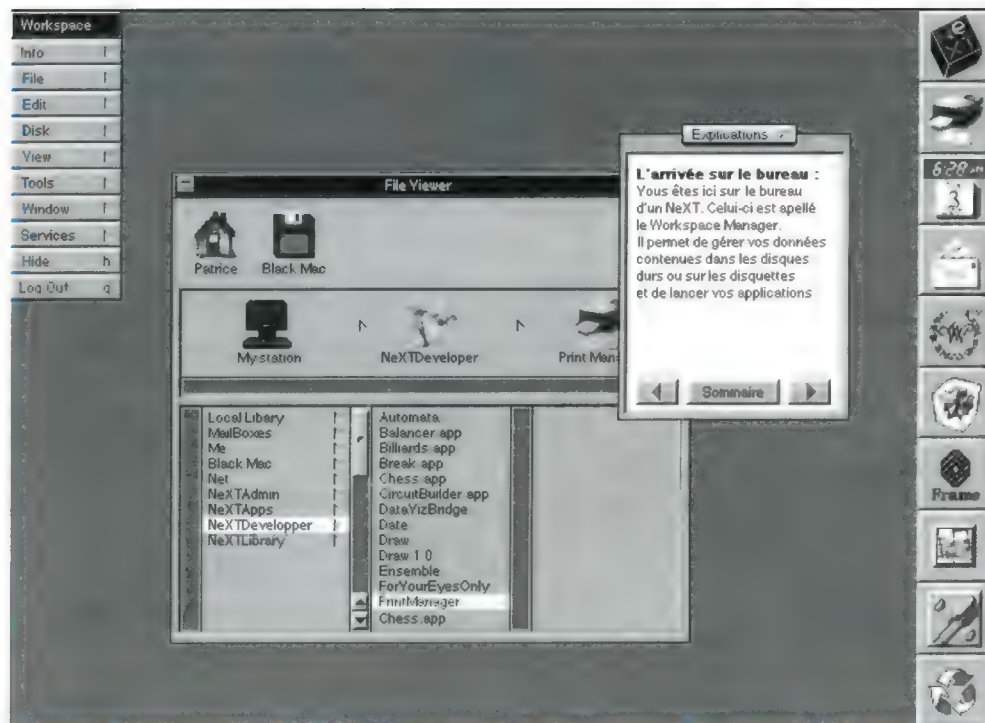 Workspace
Info
File
Edit
Disk
View
Tools
Window
Services
Hide h
Log Out q
File Viewer
Patrice Black Mac
My station NeXTDeveloper Print Man
Local Libary
MailBoxes
Me
Black Mac
Net
NeXTAdmin
NeXTApps
NeXTDevelopper
NeXTLibrary
Automata.
Balancer app
Billiards app
Break app
Chess app
CircuitBuilder app
DataVizBridge
Date
Draw
Draw 1 0
Ensemble
ForYourEyesOnly
PrintManager
Chess.app
Explications
L'arrivée sur le bureau :
Vous êtes ici sur le bureau
d'un NeXT. Celui-ci est apellé
le Workspace Manager.
Il permet de gérer vos données
contenues dans les disques
durs ou sur les disquettes
et de lancer vos applications
Sommaire
6:28
3
Frame